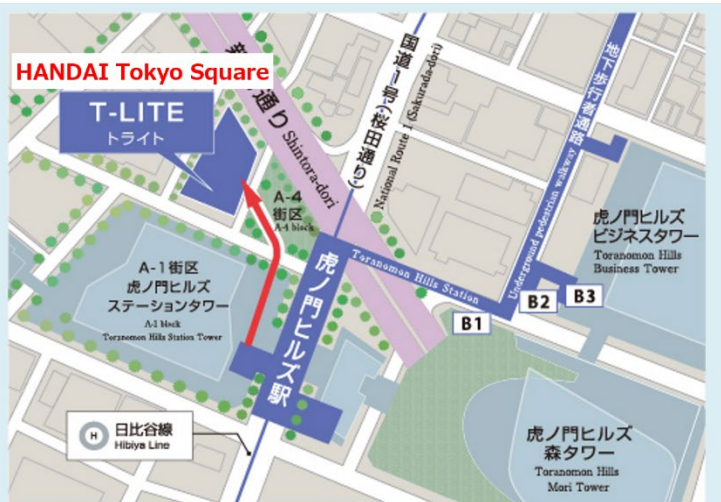 HANDAI Tokyo Square
T-LITE
トライト
通り
Shintora-dori
国道1号(桜田通り)
National Route 1 (Sakurada-dori)
地下歩行者通路
Underground pedestrian walkway
A-4
街区
A-4 block
虎ノ門ヒルズ
ビジネスタワー
Toranomon Hills
Business Tower
A-1街区
虎ノ門ヒルズ
ステーションタワー
A-1 block
Toranomon Hills Station Tower
虎ノ門ヒルズ駅
Toranomon Hills Station
B1
B2
B3
H
日比谷線
Hibiya Line
虎ノ門ヒルズ
森タワー
Toranomon Hills
Mori Tower